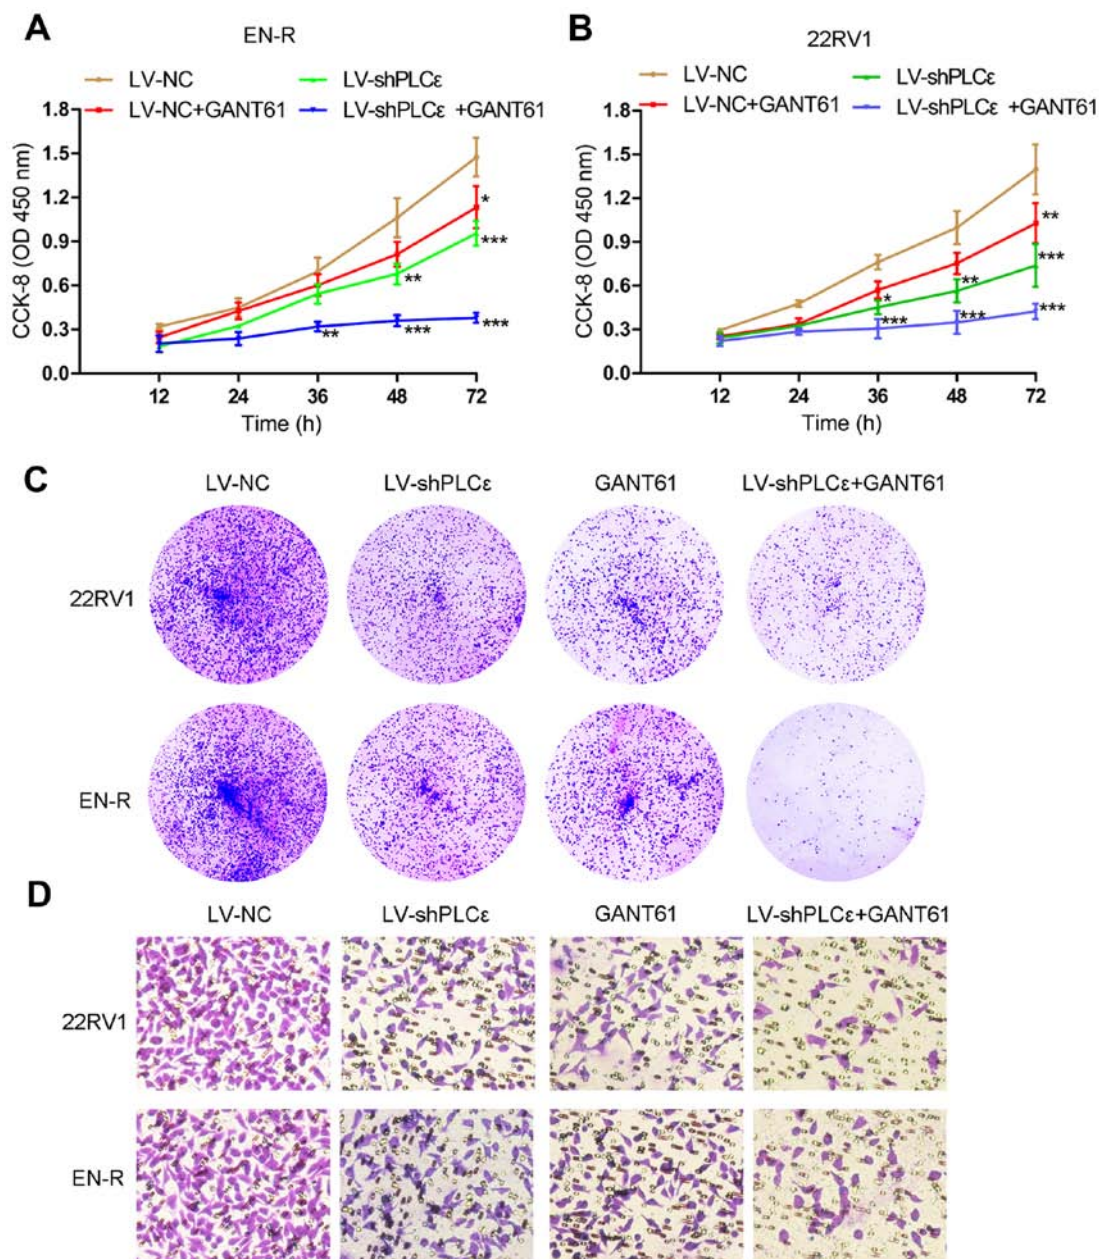 A
EN-R
LV-NC LV-shPLCε
LV-NC+GANT61 LV-shPLCε +GANT61
CCK-8 (OD 450 nm)
1.8
1.5
1.2
0.9
0.6
0.3
0.0
*
***
**
**
***
***
12 24 36 48 72
Time (h)
B
22RV1
LV-NC LV-shPLCε
LV-NC+GANT61 LV-shPLCε +GANT61
CCK-8 (OD 450 nm)
1.8
1.5
1.2
0.9
0.6
0.3
0.0
**
***
*
**
***
***
***
12 24 36 48 72
Time (h)
C
LV-NC LV-shPLCε GANT61 LV-shPLCε+GANT61
22RV1
EN-R
D
LV-NC LV-shPLCε GANT61 LV-shPLCε+GANT61
22RV1
EN-R